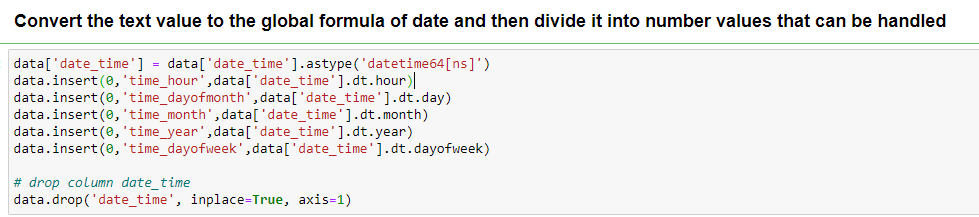 Convert the text value to the global formula of date and then divide it into number values that can be handled
data['date_time'] = data['date_time'].astype('datetime64[ns]')
data.insert(0,'time_hour',data['date_time'].dt.hour)
data.insert(0,'time_dayofmonth',data['date_time'].dt.day)
data.insert(0,'time_month',data['date_time'].dt.month)
data.insert(0,'time_year',data['date_time'].dt.year)
data.insert(0,'time_dayofweek',data['date_time'].dt.dayofweek)
# drop column date_time
data.drop('date_time', inplace=True, axis=1)